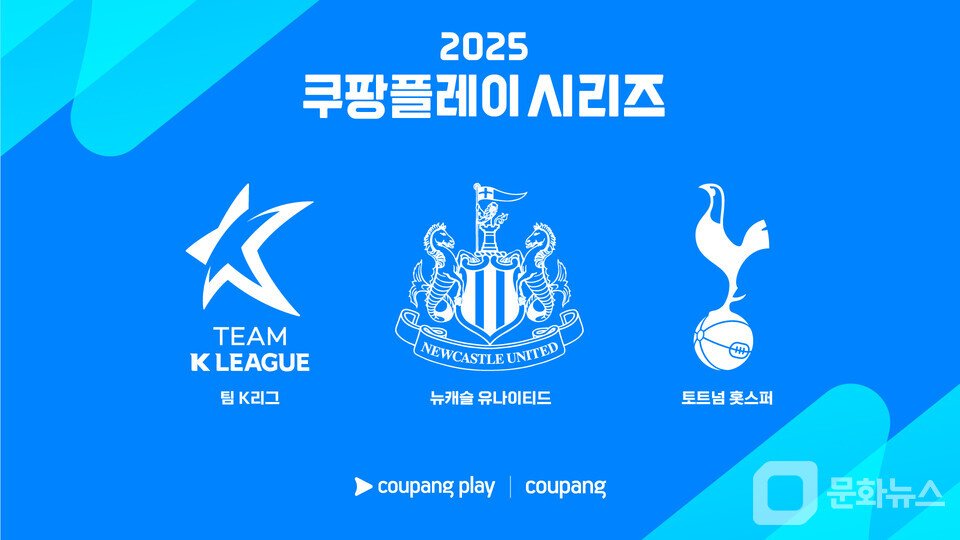 2025
쿠팡플레이 시리즈
TEAM
K LEAGUE
NEWCASTLE UNITED
팀 K리그
뉴캐슬 유나이티드
토트넘 홋스퍼
coupang play | coupang
문화뉴스